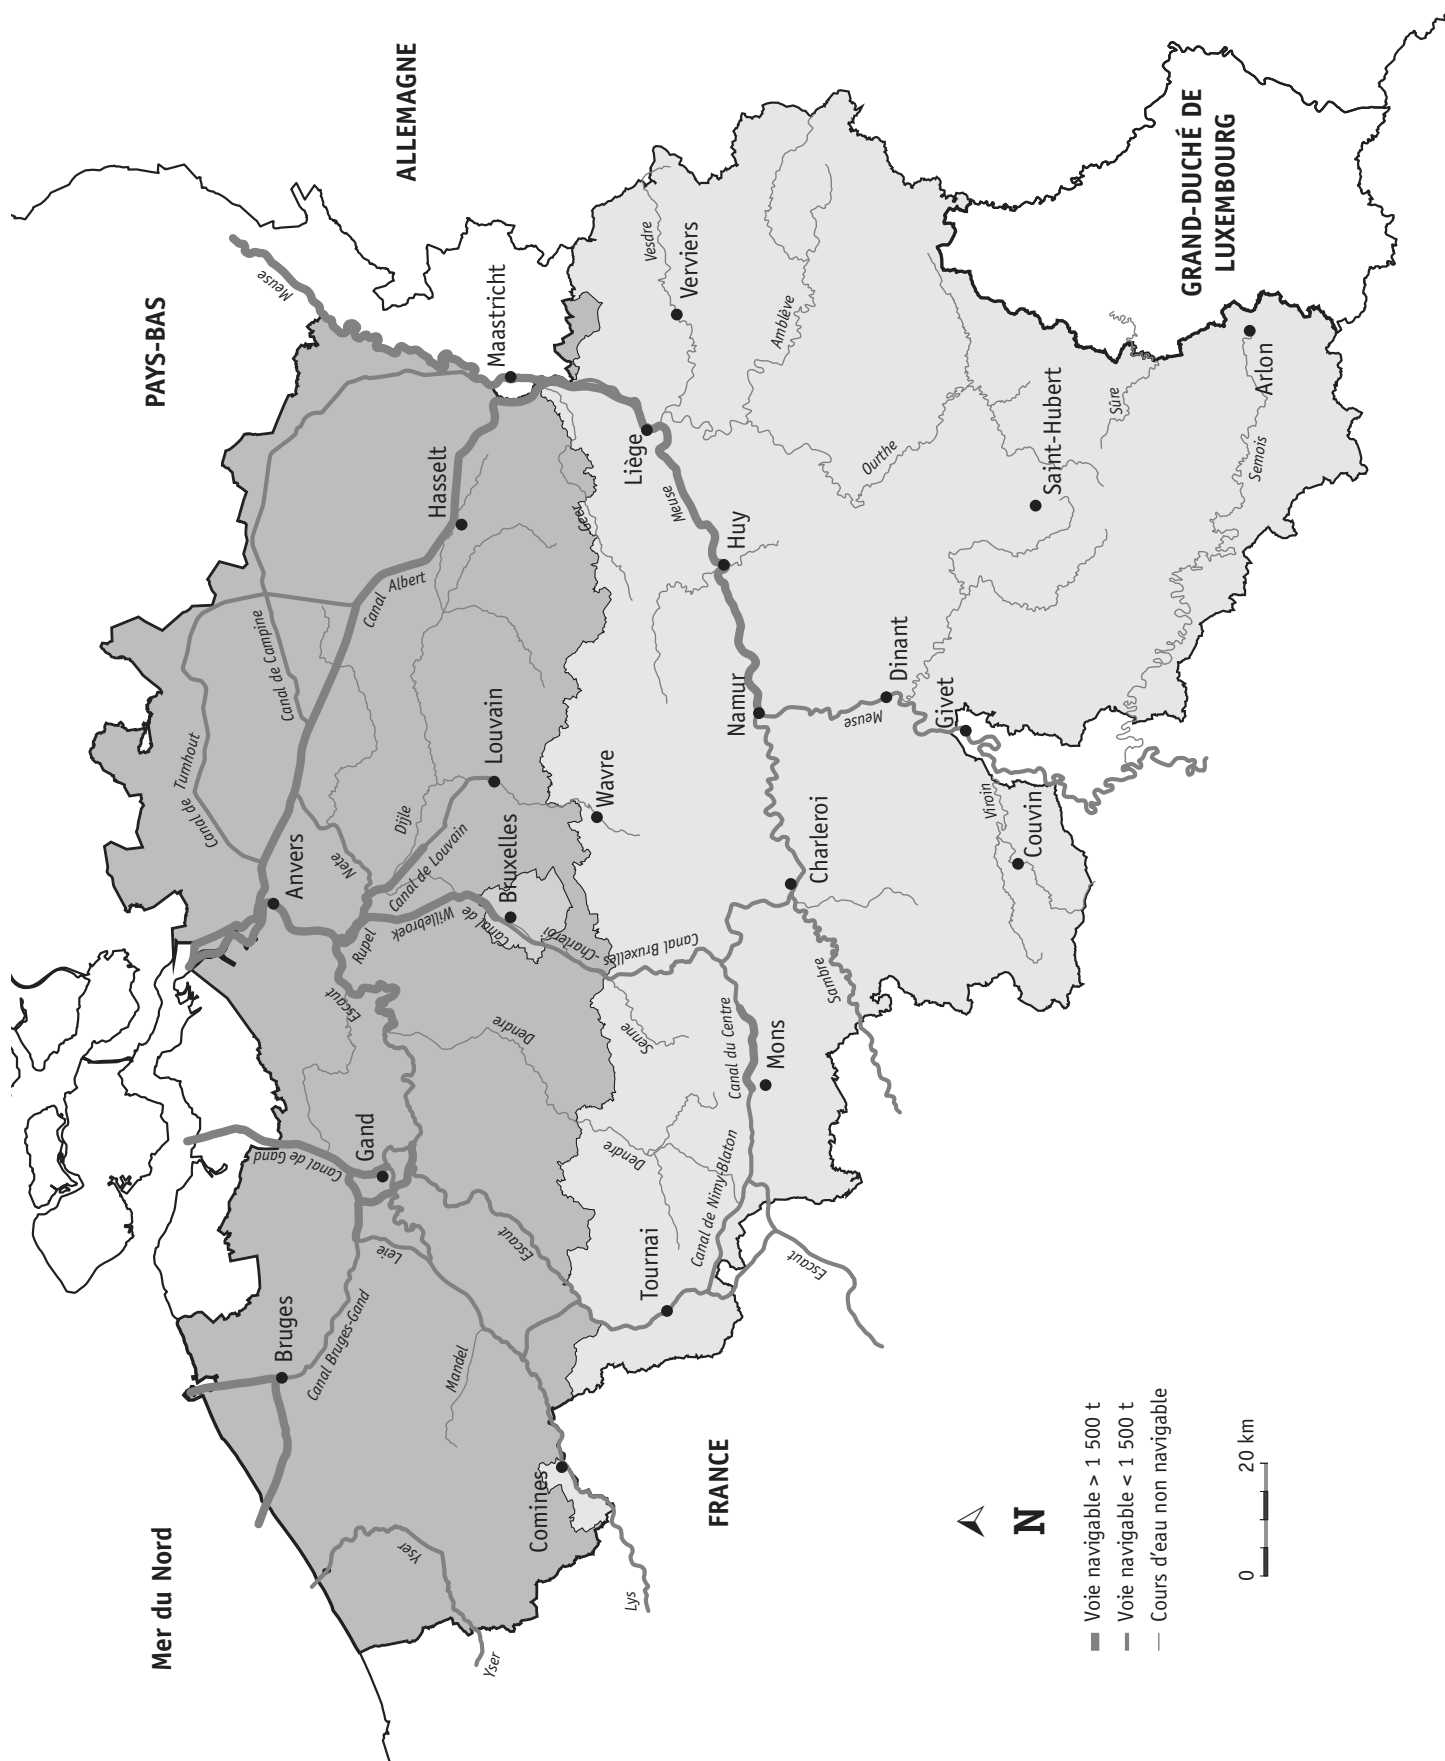 Mer du Nord
PAYS-BAS
ALLEMAGNE
FRANCE
GRAND-DUCHÉ DE
LUXEMBOURG
Bruges
Gand
Anvers
Hasselt
Maastricht
Louvain
Bruxelles
Comines
Wavre
Liège
Verviers
Tournai
Mons
Charleroi
Namur
Huy
Dinant
Givet
Couvin
Saint-Hubert
Arlon
Yser
Yser
Lys
Mandel
Leie
Canal Bruges-Gand
Canal de Gand
Escaut
Escaut
Escaut
Dendre
Dendre
Senne
Rupel
Nete
Dijle
Canal de Turnhout
Canal de Campine
Canal Albert
Canal de Louvain
Canal de
Willebroek
Canal Bruxelles
-Charleroi
Canal du Centre
Canal de Nimy-Blaton
Sambre
Meuse
Meuse
Meuse
Geer
Vesdre
Amblève
Ourthe
Sûre
Semois
Viroin
N
Voie navigable > 1 500 t
Voie navigable < 1 500 t
Cours d'eau non navigable
0
20 km